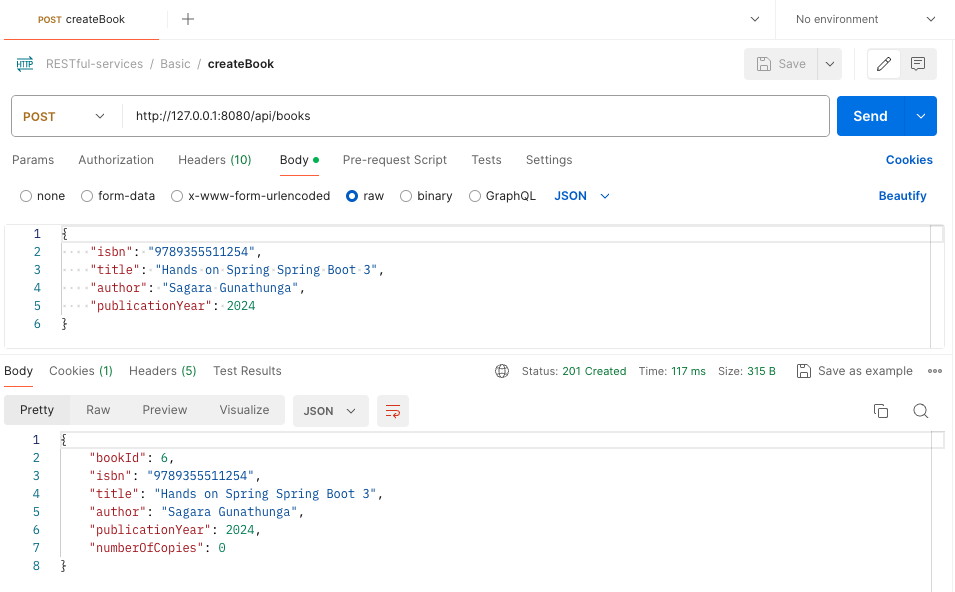 POST createBook
No environment
HTTP RESTful-services / Basic / createBook
Save
POST http://127.0.0.1:8080/api/books
Send
Params Authorization Headers (10) Body Pre-request Script Tests Settings Cookies
none form-data x-www-form-urlencoded raw binary GraphQL JSON Beautify
1 {
2 "isbn": "9789355511254",
3 "title": "Hands on Spring Spring Boot 3",
4 "author": "Sagara Gunathunga",
5 "publicationYear": 2024
6 }
Body Cookies (1) Headers (5) Test Results Status: 201 Created Time: 117 ms Size: 315 B Save as example
Pretty Raw Preview Visualize JSON
1 {
2 "bookId": 6,
3 "isbn": "9789355511254",
4 "title": "Hands on Spring Spring Boot 3",
5 "author": "Sagara Gunathunga",
6 "publicationYear": 2024,
7 "numberOfCopies": 0
8 }